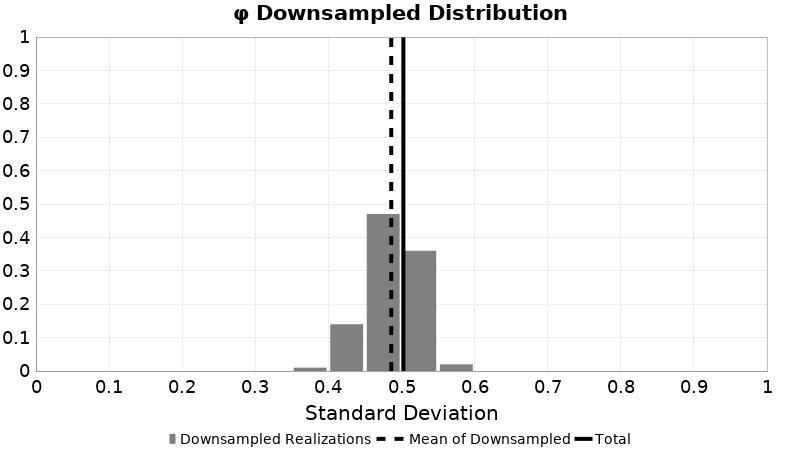 φ Downsampled Distribution
1
0.9
0.8
0.7
0.6
0.5
0.4
0.3
0.2
0.1
0
0 0.1 0.2 0.3 0.4 0.5 0.6 0.7 0.8 0.9 1
Standard Deviation
Downsampled Realizations Mean of Downsampled Total